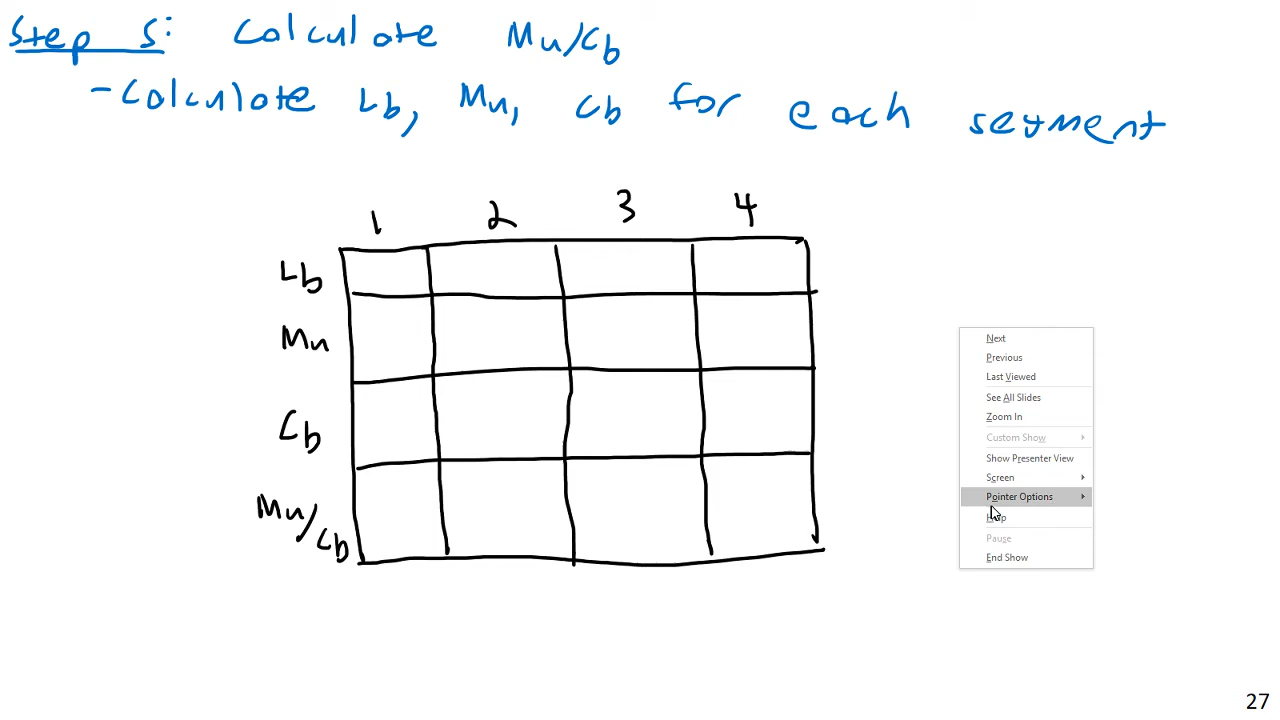 Step 5: Calculate Mu/Cb
- Calculate Lb, Mu, Cb for each segment
1 2 3 4
Lb
Mu
Cb
Mu/Cb
Next
Previous
Last Viewed
See All Slides
Zoom In
Custom Show
Show Presenter View
Screen
Pointer Options
Help
Pause
End Show
27